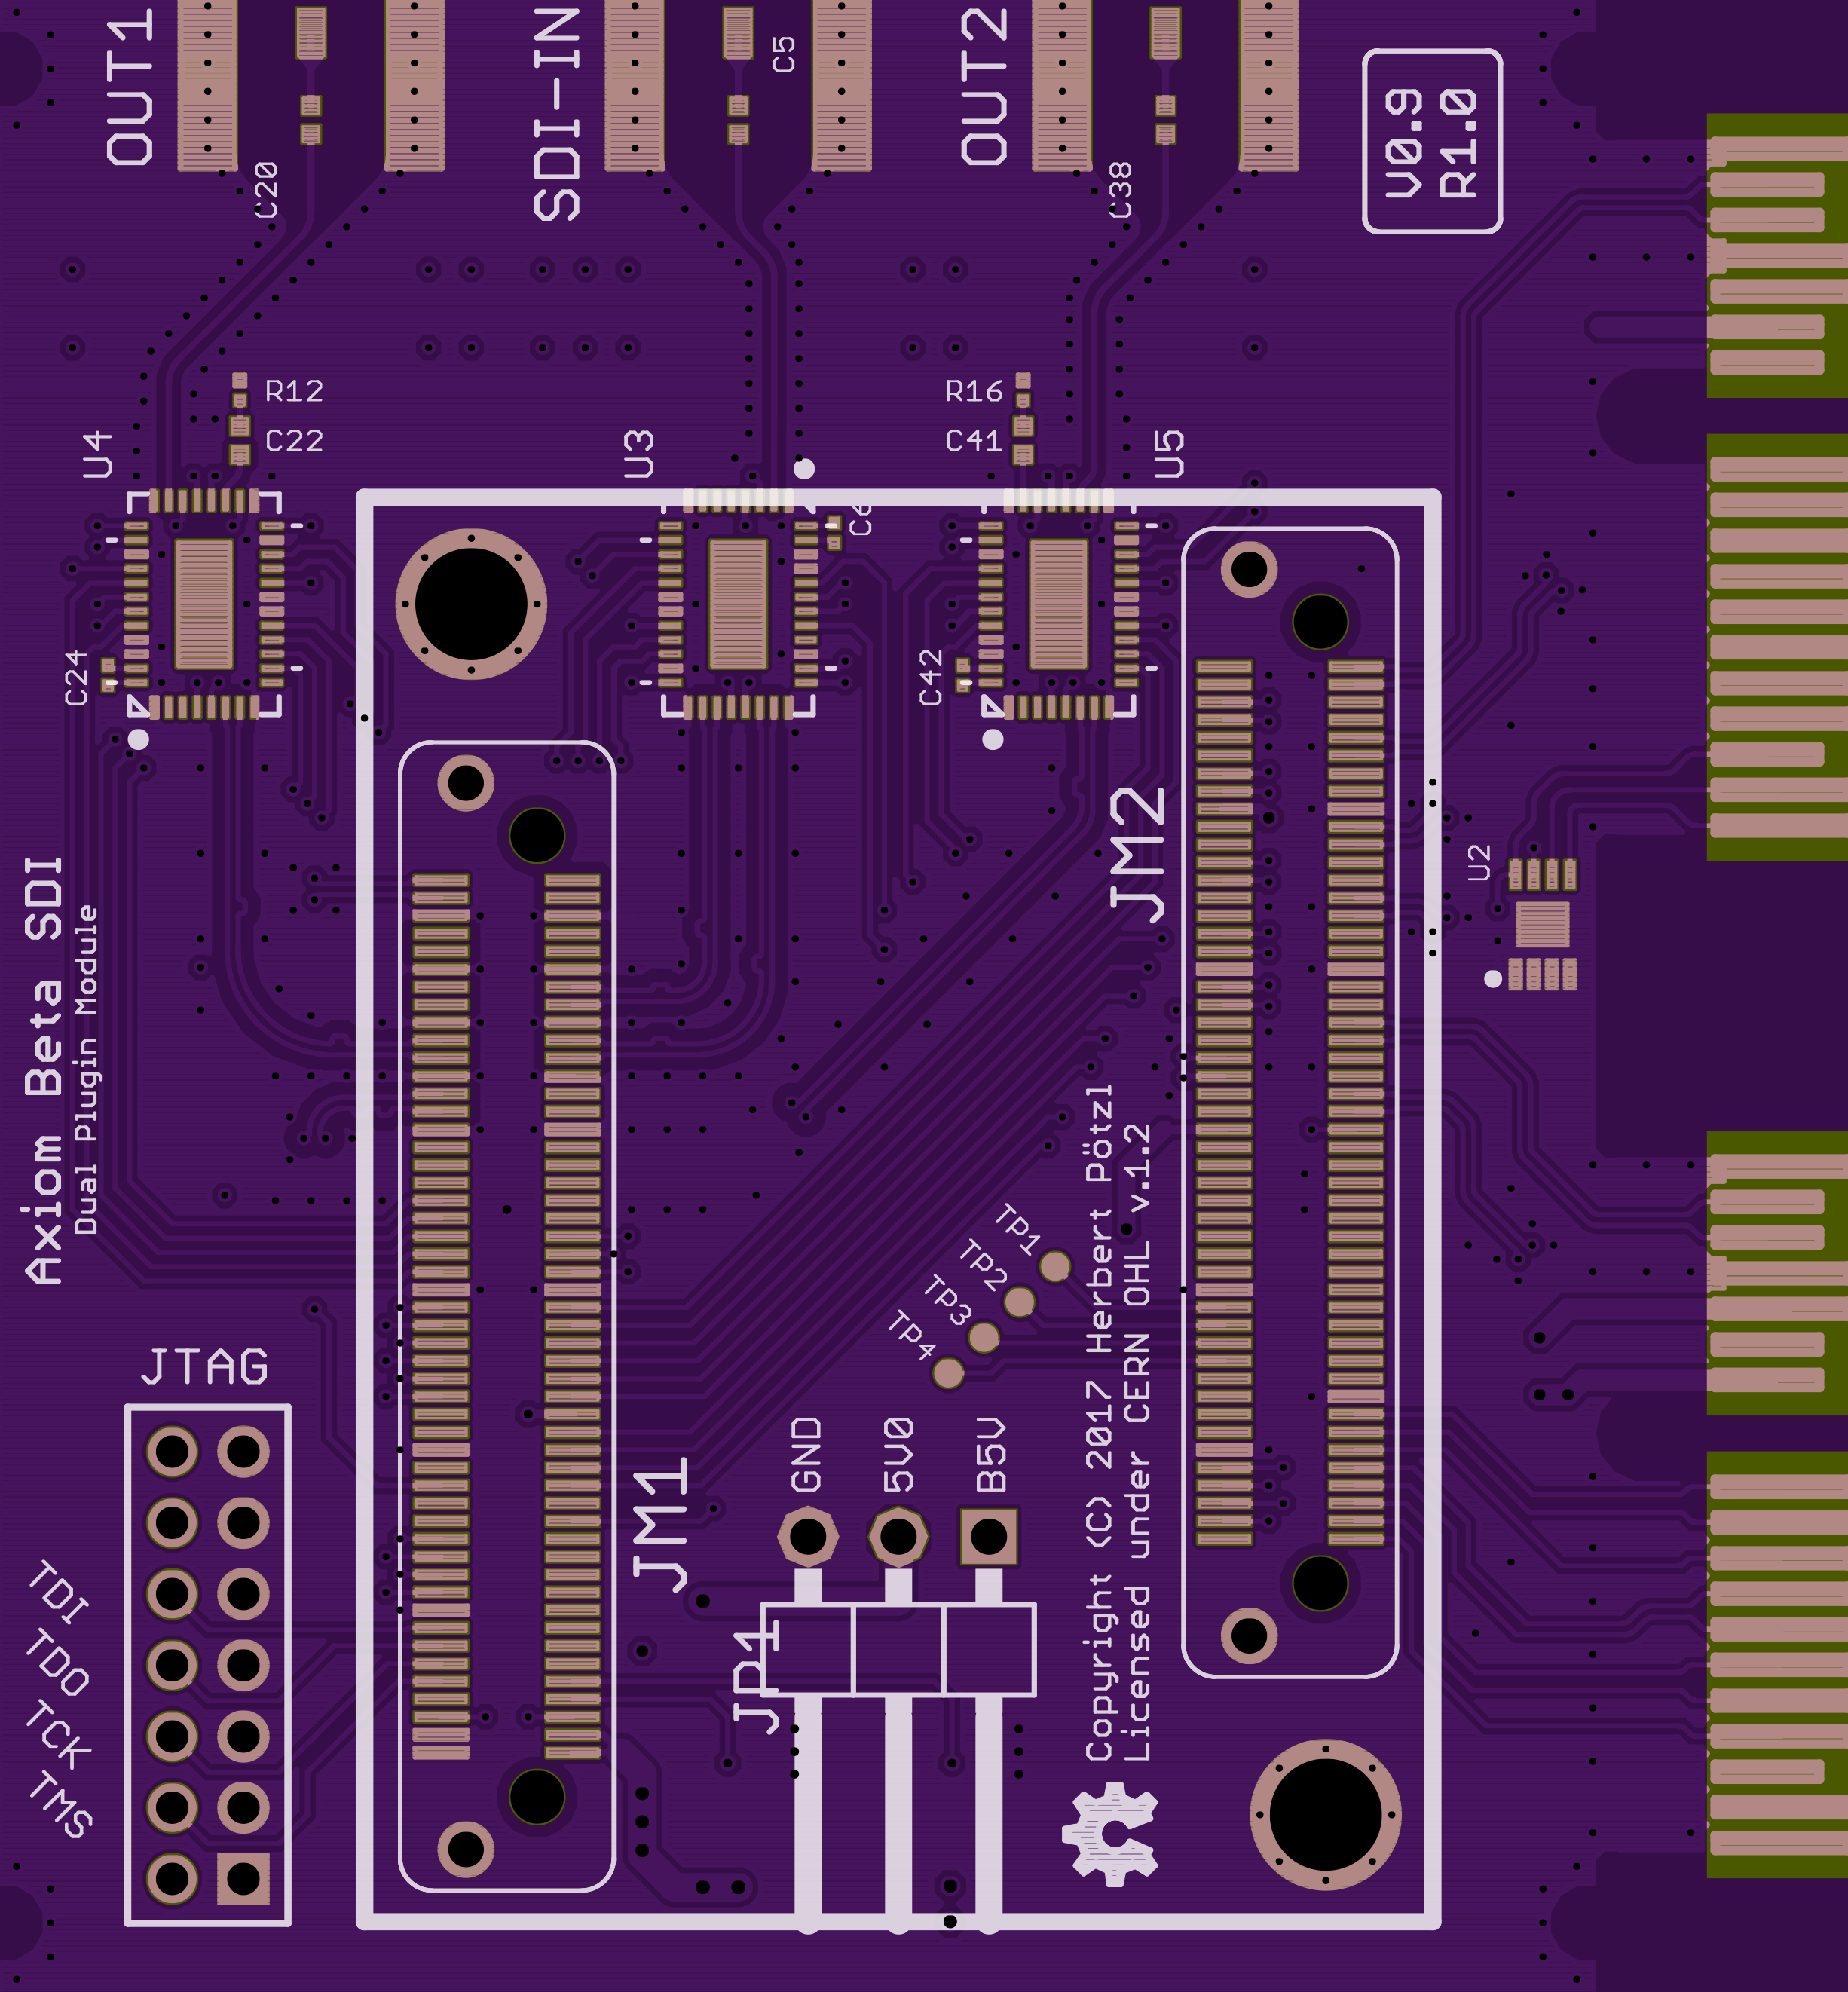 OUT1
SDI-IN
C5
OUT2
V0.9
R1.0
C20
C38
R12
C22
R16
C41
U4
U3
U5
C6
C24
C42
JM2
U2
Axiom Beta SDI
Dual Plugin Module
TP1
TP2
TP3
TP4
JTAG
GND
5V0
B5V
JM1
JP1
TDI
TDO
TCK
TMS
Copyright (C) 2017 Herbert Pötzl
Licensed under CERN OHL v.1.2